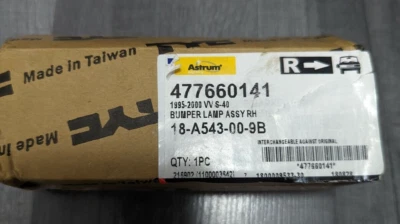 Made in Taiwan
TYC
Made in
Astrum
R
477660141
1995-2000 VV S-40
BUMPER LAMP ASSY RH
18-A543-00-9B
INTERCHANGEABLE AGAINST ORIGINAL
QTY: 1PC
*477660141*